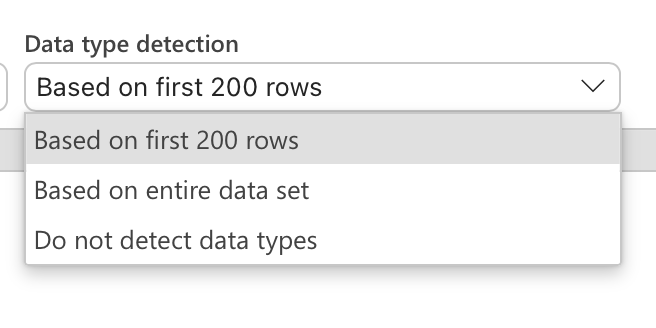 Data type detection
Based on first 200 rows
Based on first 200 rows
Based on entire data set
Do not detect data types